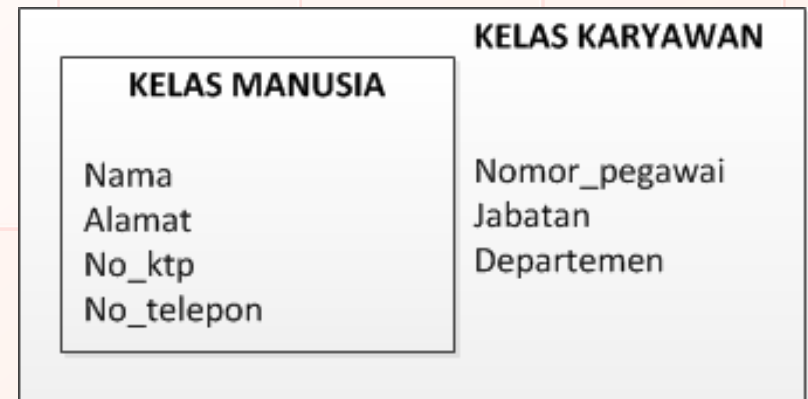 KELAS KARYAWAN
KELAS MANUSIA
Nama
Alamat
No_ktp
No_telepon
Nomor_pegawai
Jabatan
Departemen